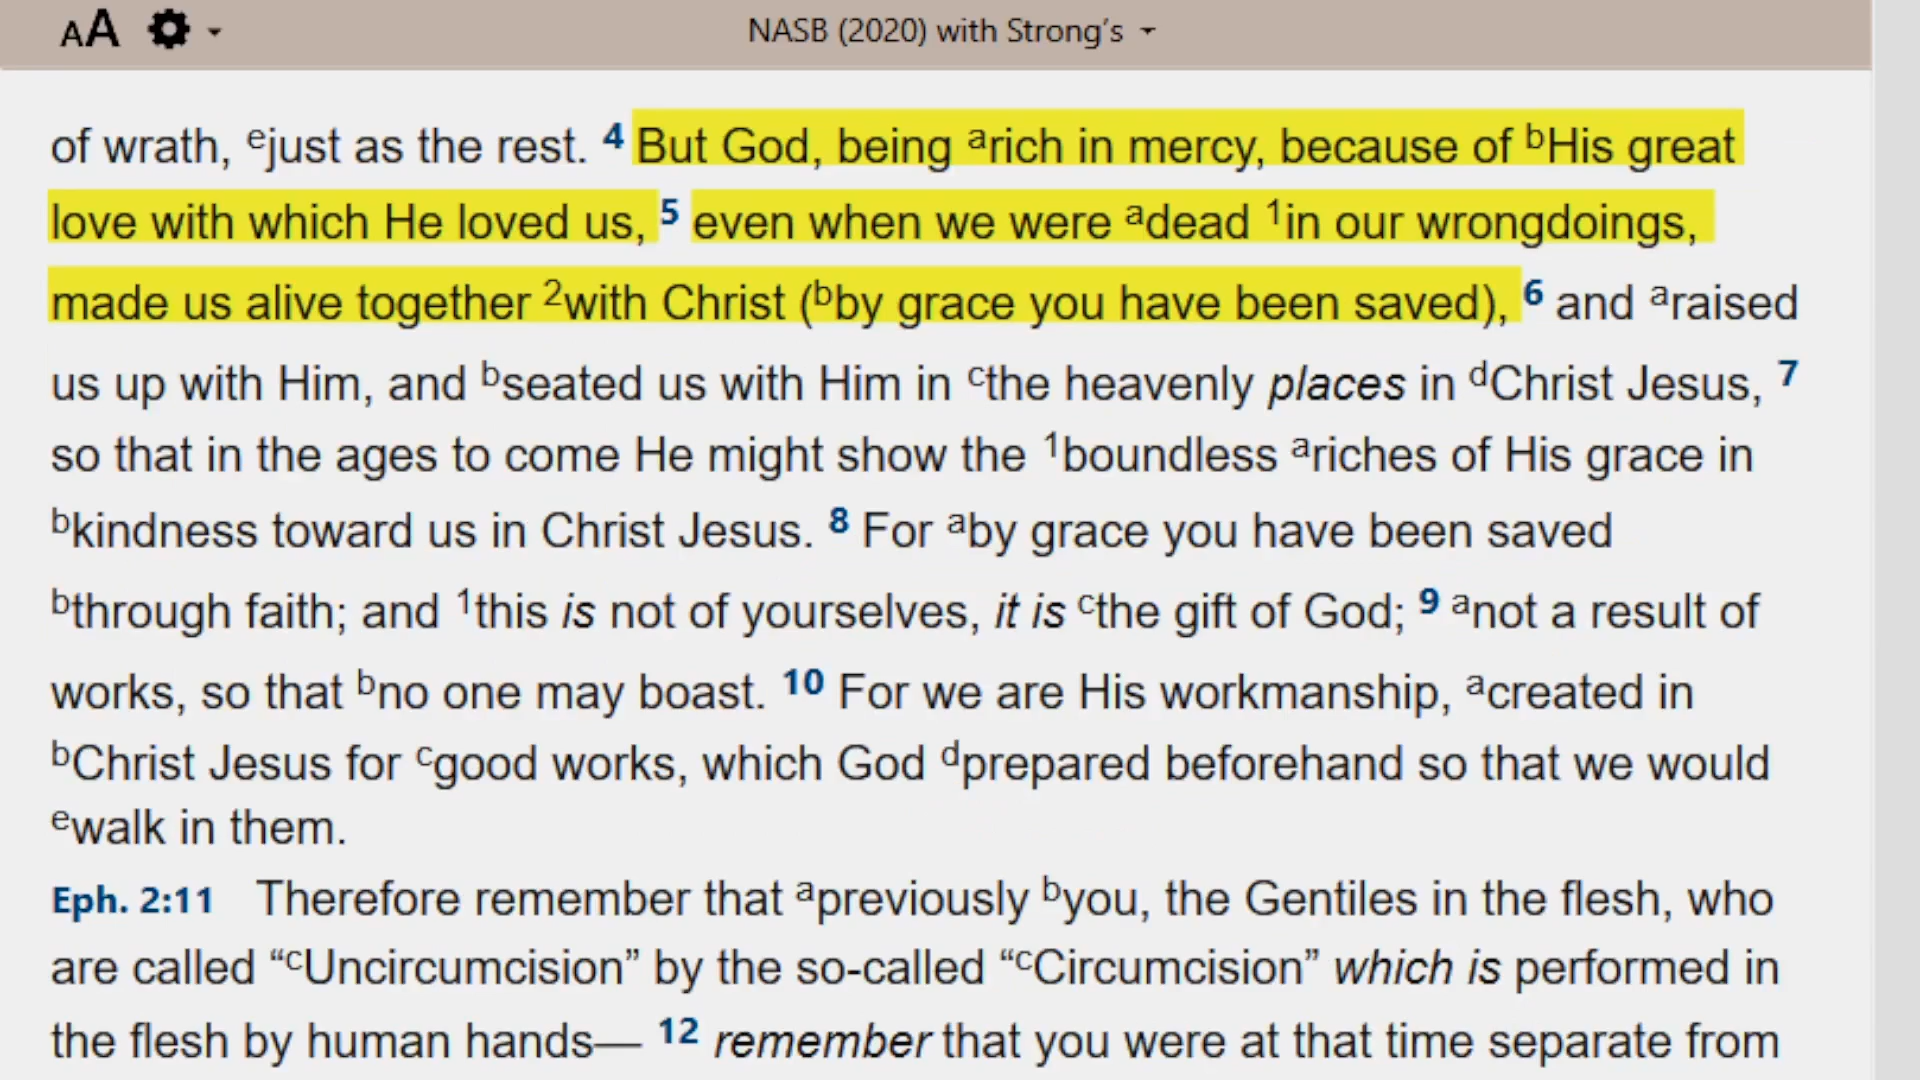 AA NASB (2020) with Strong’s
of wrath, ejust as the rest. 4 But God, being arich in mercy, because of bHis great
love with which He loved us, 5 even when we were adead 1in our wrongdoings,
made us alive together 2with Christ (bby grace you have been saved), 6 and araised
us up with Him, and bseated us with Him in cthe heavenly places in dChrist Jesus, 7
so that in the ages to come He might show the 1boundless ariches of His grace in
bkindness toward us in Christ Jesus. 8 For aby grace you have been saved
bthrough faith; and 1this is not of yourselves, it is cthe gift of God; 9 anot a result of
works, so that bno one may boast. 10 For we are His workmanship, acreated in
bChrist Jesus for cgood works, which God dprepared beforehand so that we would
ewalk in them.
Eph. 2:11 Therefore remember that apreviously byou, the Gentiles in the flesh, who
are called “cUncircumcision” by the so-called “cCircumcision” which is performed in
the flesh by human hands— 12 remember that you were at that time separate from